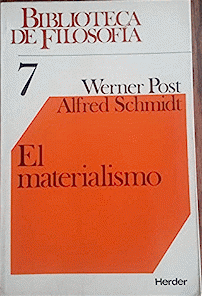 BIBLIOTECA
DE FILOSOFIA
7
Werner Post
Alfred Schmidt
El
materialismo
Herder